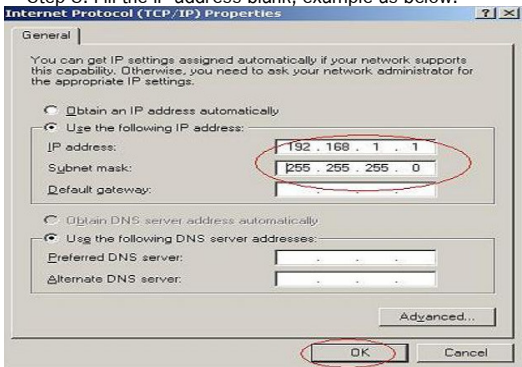 Step 3: Fill the IP address blank, example as below:
Internet Protocol (TCP/IP) Properties
General
You can get IP settings assigned automatically if your network supports
this capability. Otherwise, you need to ask your network administrator for
the appropriate IP settings.
Obtain an IP address automatically
Use the following IP address:
IP address: 192 . 168 . 1 . 1
Subnet mask: 255 . 255 . 255 . 0
Default gateway: . . .
Obtain DNS server address automatically
Use the following DNS server addresses:
Preferred DNS server: . . .
Alternate DNS server: . . .
Advanced...
OK Cancel